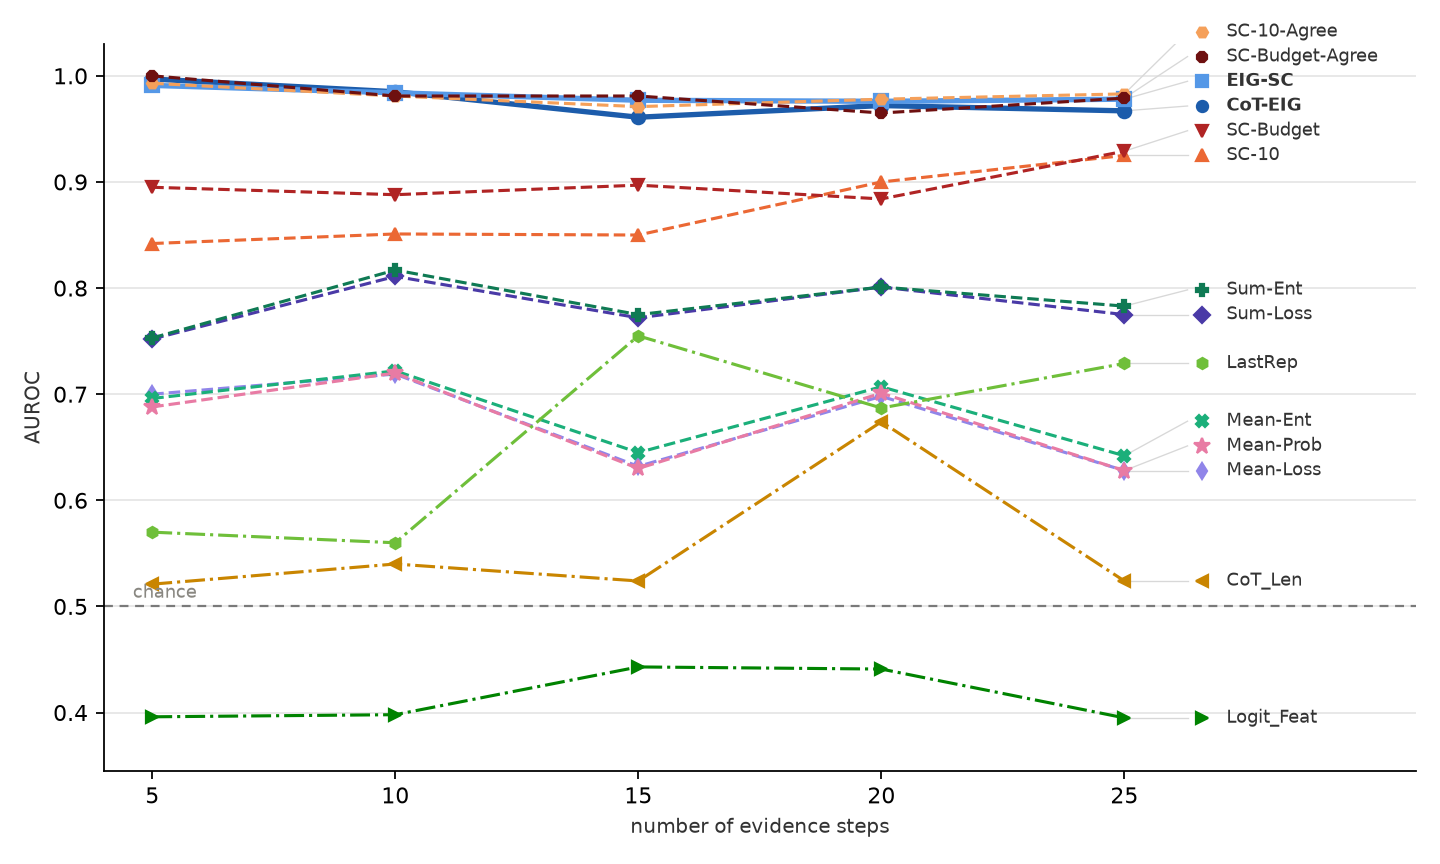 SC-10-Agree
SC-Budget-Agree
EIG-SC
CoT-EIG
SC-Budget
SC-10
Sum-Ent
Sum-Loss
LastRep
Mean-Ent
Mean-Prob
Mean-Loss
CoT_Len
Logit_Feat
chance
AUROC
1.0
0.9
0.8
0.7
0.6
0.5
0.4
5 10 15 20 25
number of evidence steps